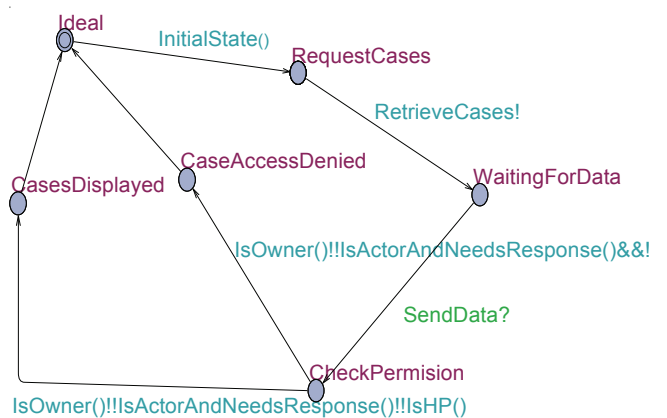 Ideal
InitialState()
RequestCases
RetrieveCases!
CaseAccessDenied
CasesDisplayed
WaitingForData
IsOwner()!!IsActorAndNeedsResponse()&&!
SendData?
CheckPermision
IsOwner()!!IsActorAndNeedsResponse()!!IsHP()